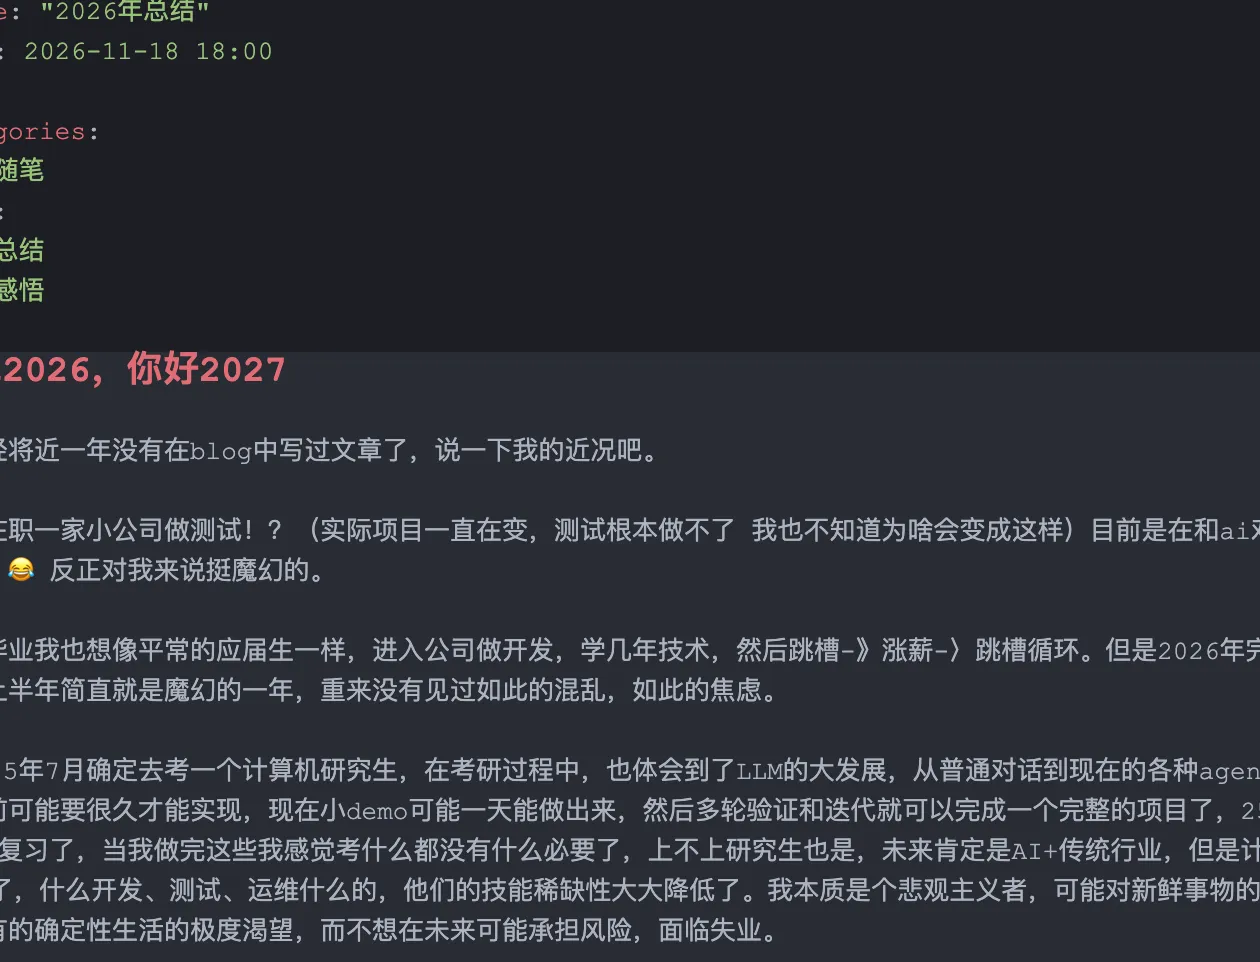 e: "2026年总结"
: 2026-11-18 18:00
gories:
随笔
:
总结
感悟
2026, 你好2027
将近一年没有在blog中写过文章了，说一下我的近况吧。
在职一家小公司做测试！？（实际项目一直在变，测试根本做不了 我也不知道为啥会变成这样）目前是在和ai
😂 反正对我来说挺魔幻的。
毕业我也想像平常的应届生一样，进入公司做开发，学几年技术，然后跳槽-》涨薪-〉跳槽循环。但是2026年
上半年简直就是魔幻的一年，重来没有见过如此的混乱，如此的焦虑。
5年7月确定去考一个计算机研究生，在考研过程中，也体会到了LLM的大发展，从普通对话到现在的各种agen
前可能要很久才能实现，现在小demo可能一天能做出来，然后多轮验证和迭代就可以完成一个完整的项目了，2
复习了，当我做完这些我感觉考什么都没有什么必要了，上不上研究生也是，未来肯定是AI+传统行业，但是计
了，什么开发、测试、运维什么的，他们的技能稀缺性大大降低了。我本质是个悲观主义者，可能对新鲜事物的
有的确定性生活的极度渴望，而不想在未来可能承担风险，面临失业。